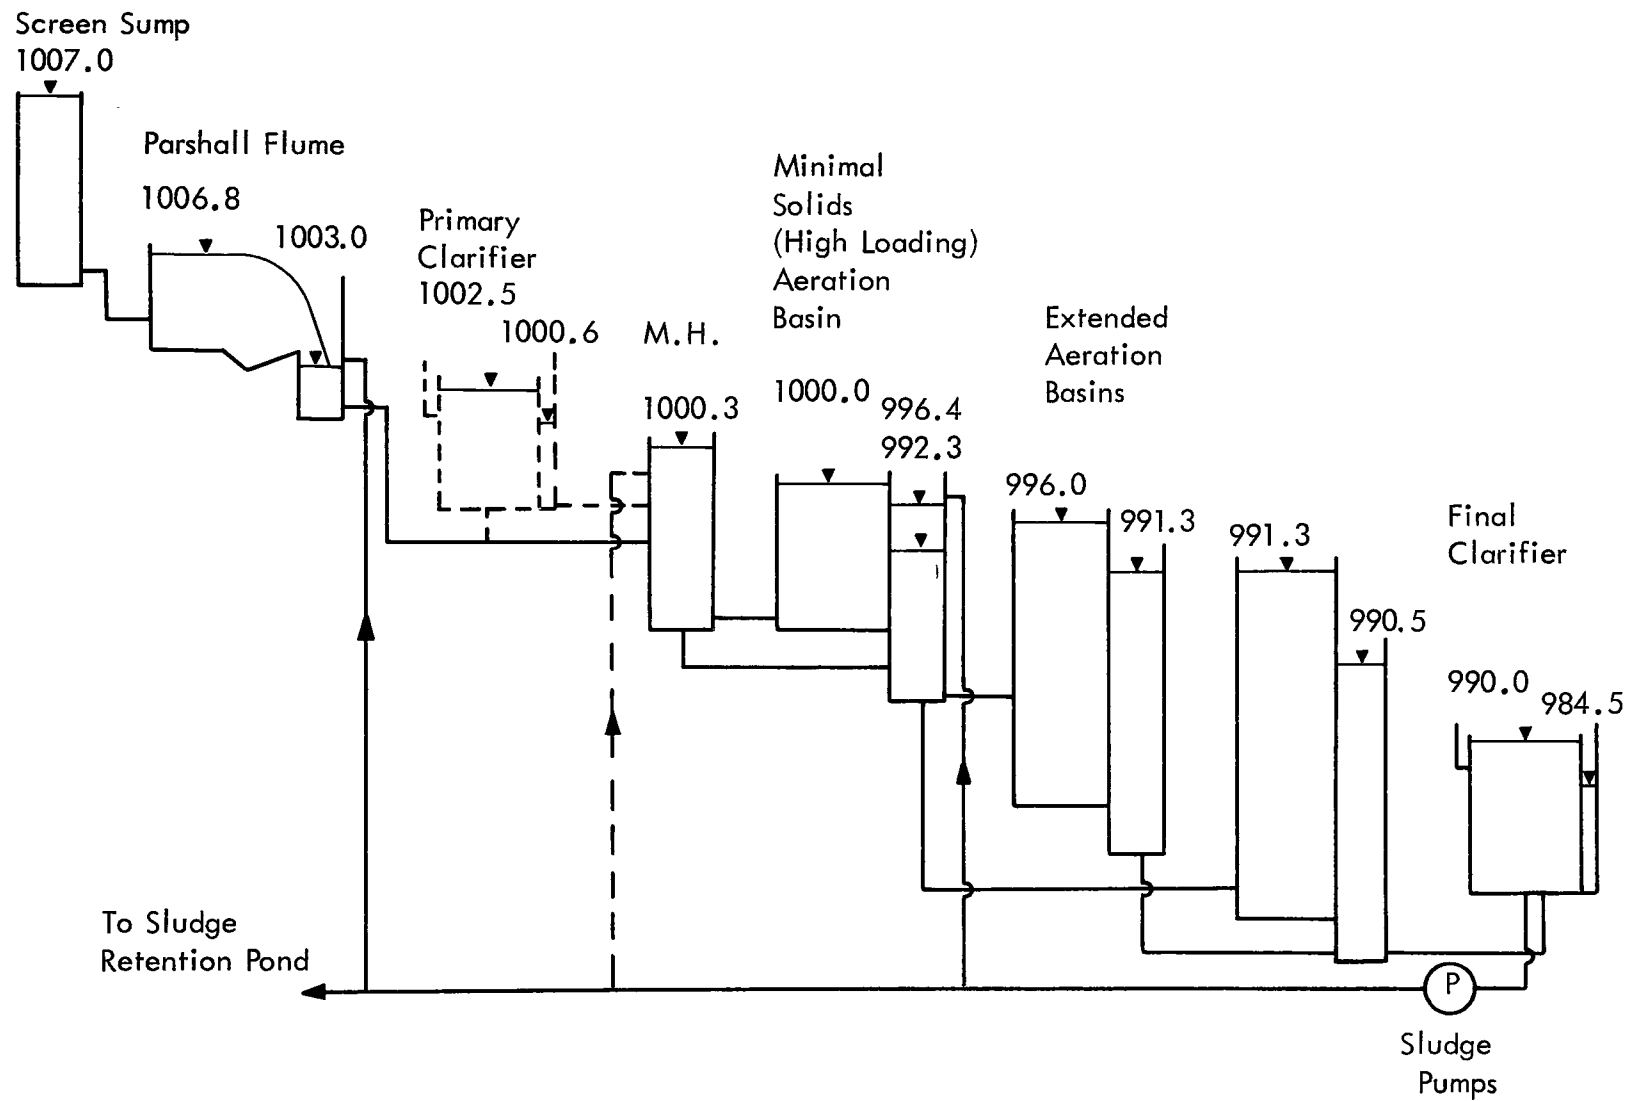 Screen Sump
1007.0
Parshall Flume
1006.8
1003.0
Primary
Clarifier
1002.5
1000.6
M.H.
1000.3
Minimal
Solids
(High Loading)
Aeration
Basin
1000.0
996.4
992.3
Extended
Aeration
Basins
996.0
991.3
991.3
990.5
Final
Clarifier
990.0
984.5
To Sludge
Retention Pond
P
Sludge
Pumps